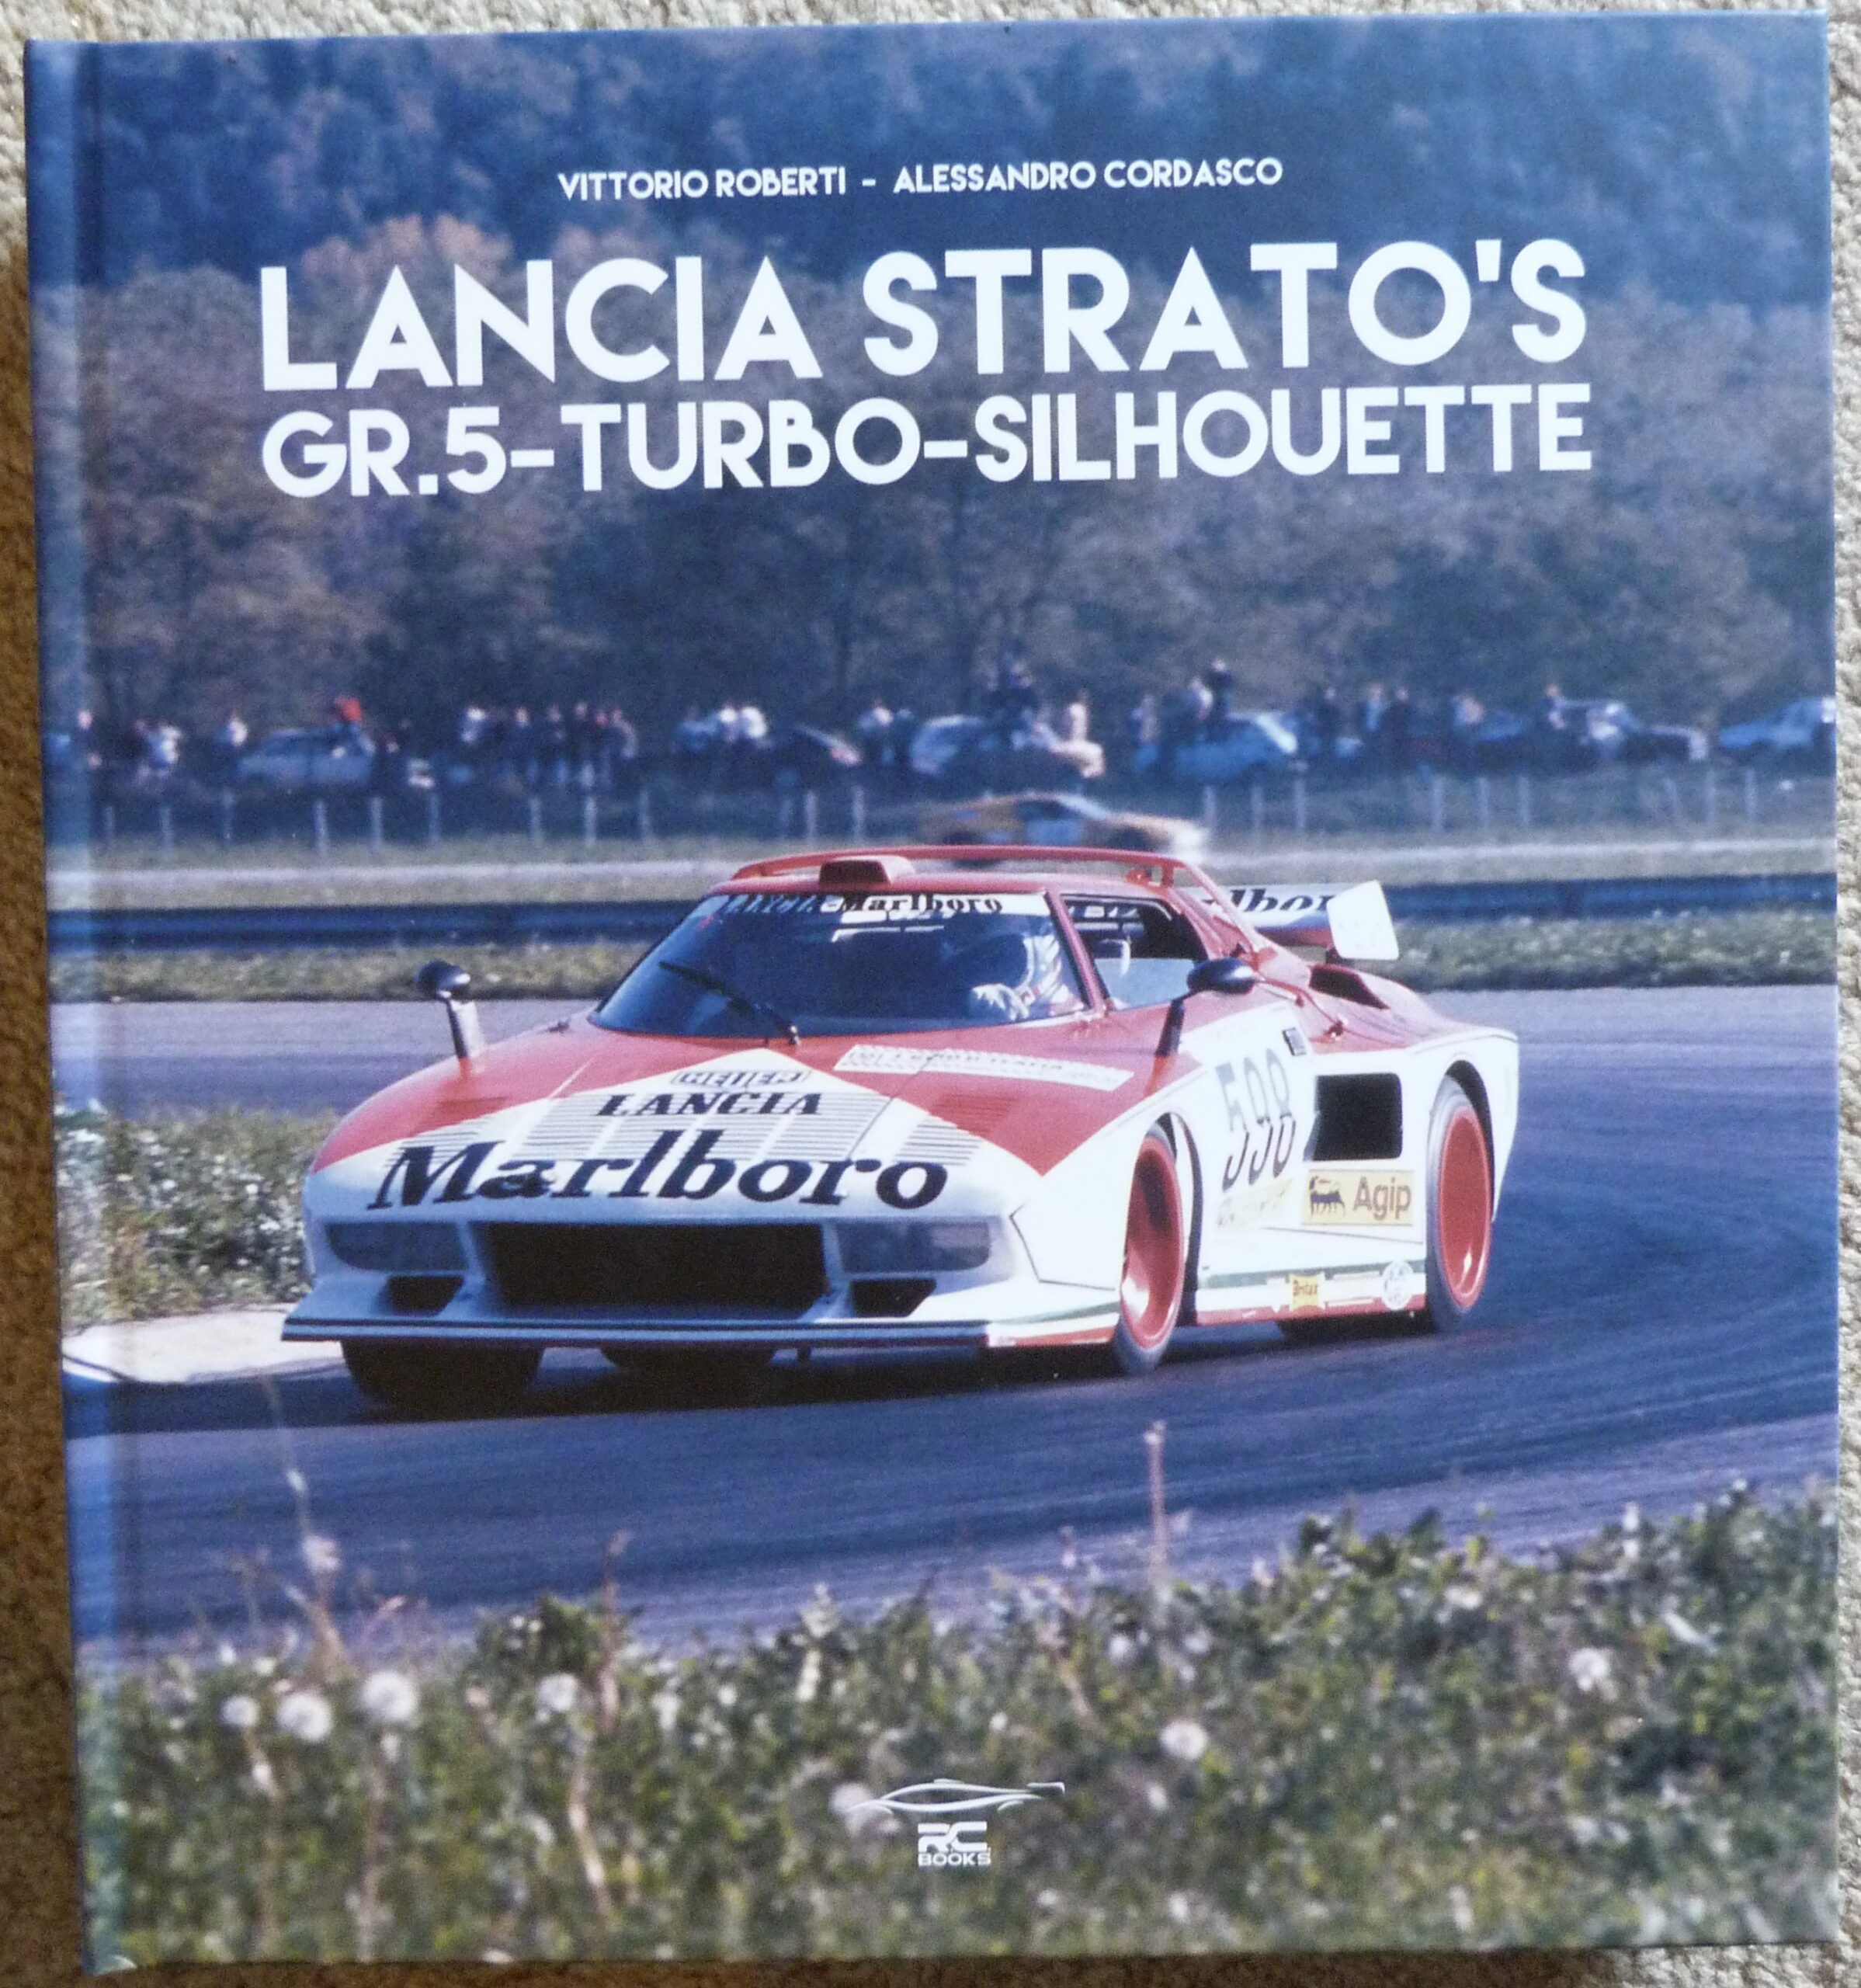 VITTORIO ROBERTI - ALESSANDRO CORDASCO
LANCIA STRATO'S
GR.5-TURBO-SILHOUETTE
Marlboro
LANCIA
Marlboro
598
Agip
RC
BOOKS